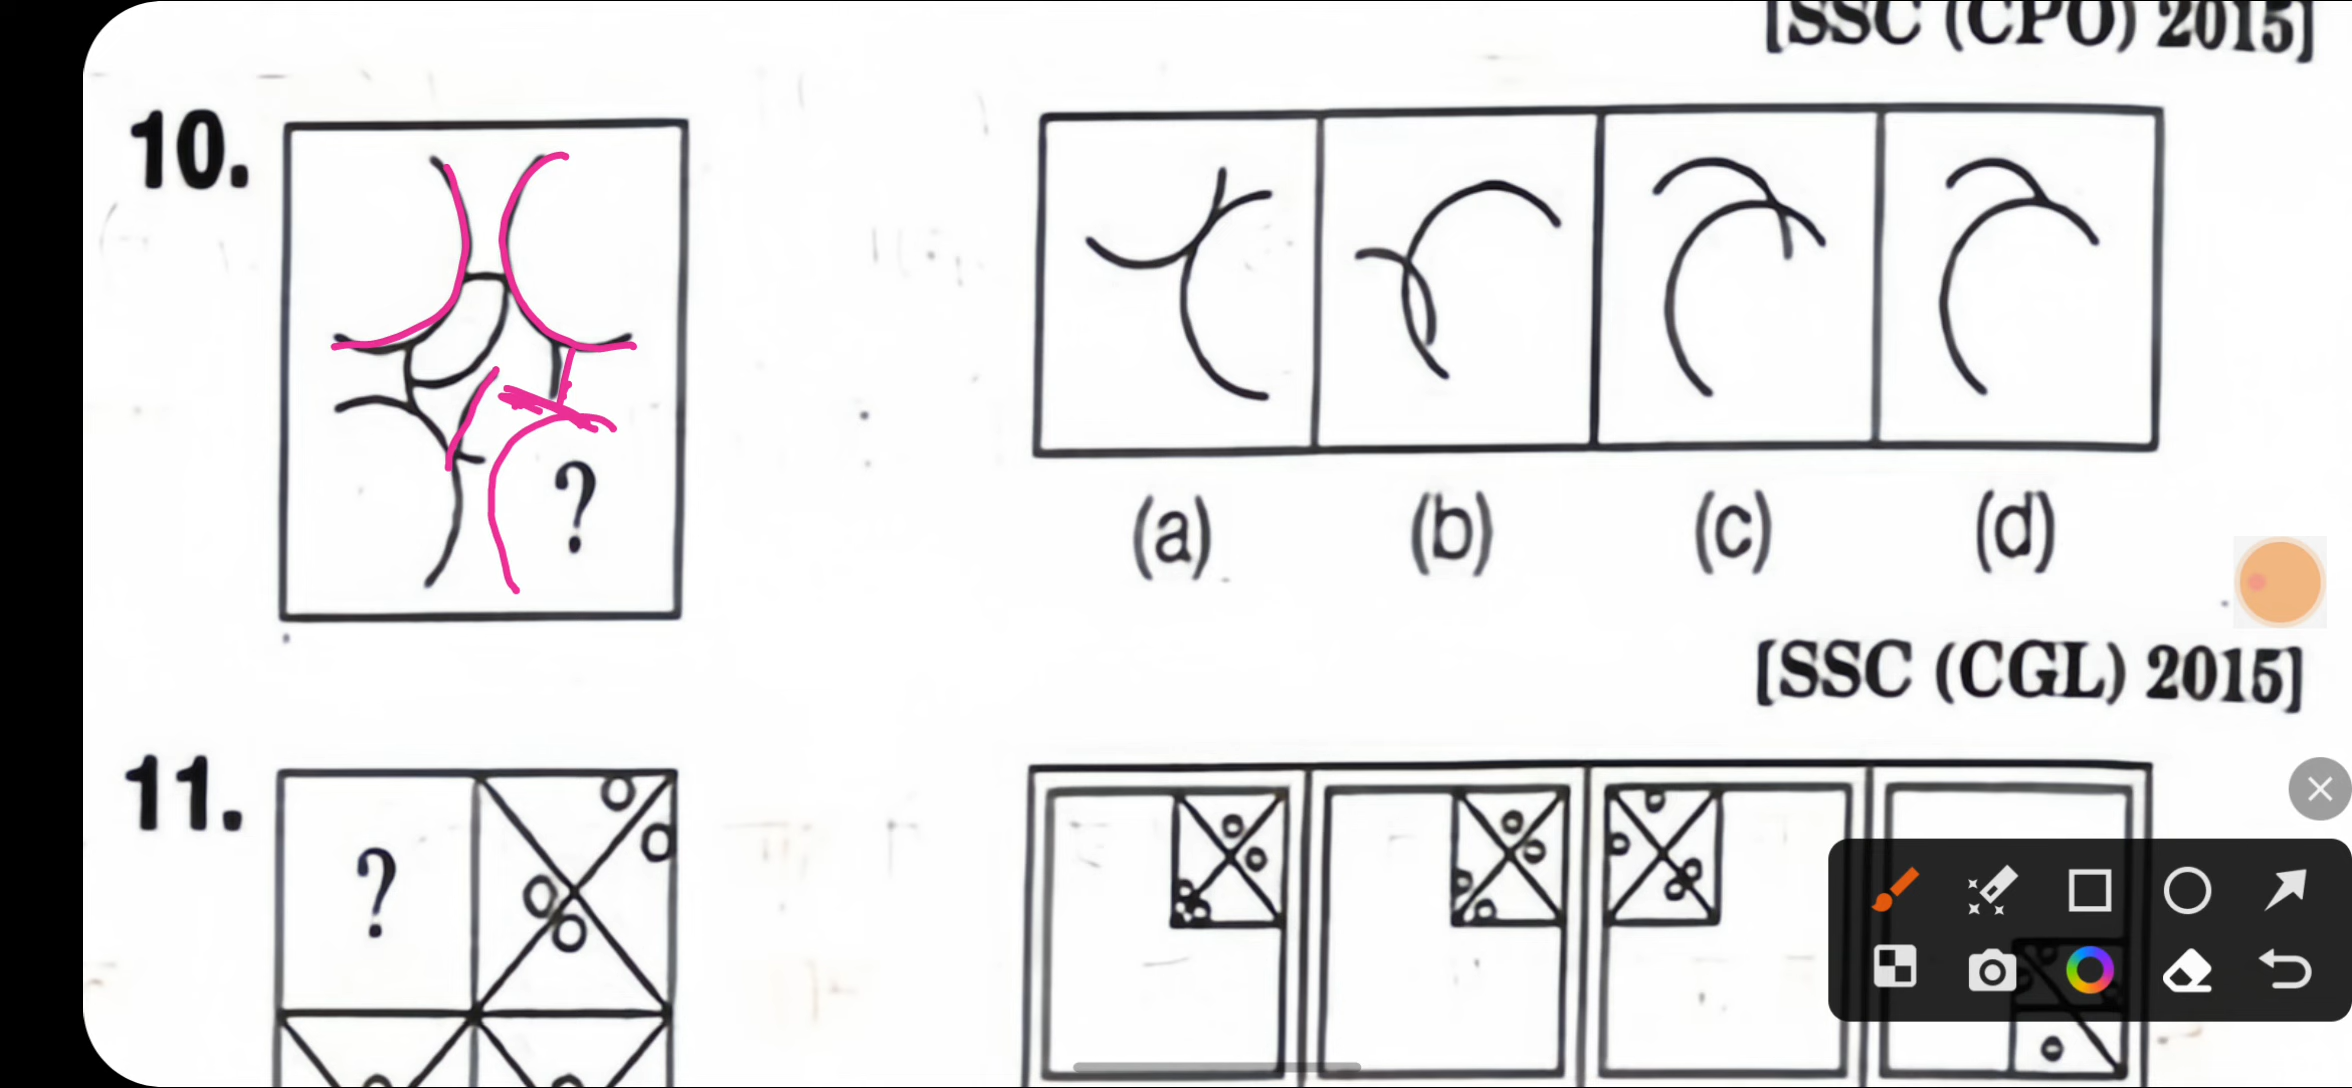 [SSC (CPO) 2015]
10.
?
(a) (b) (c) (d)
[SSC (CGL) 2015]
11.
?